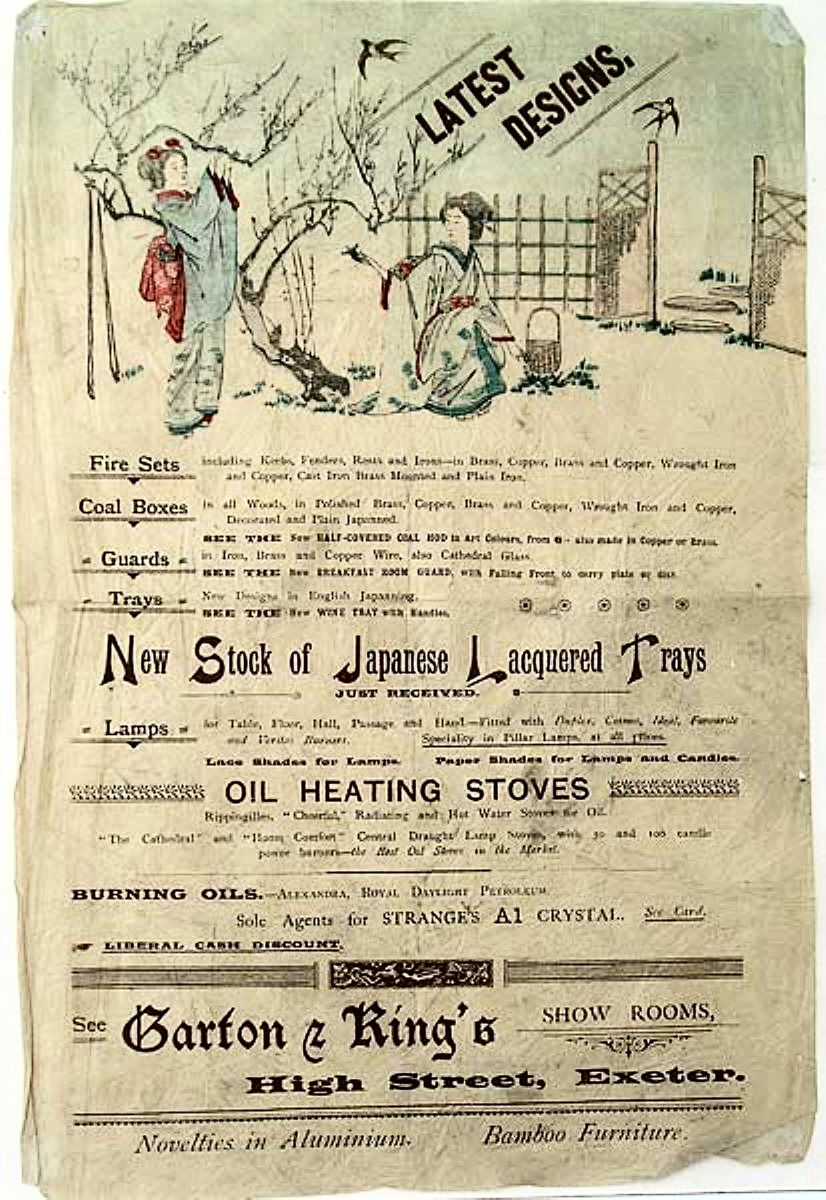 LATEST
DESIGNS.
Fire Sets including Kerbs, Fenders, Rests and Irons—in Brass, Copper, Brass and Copper, Wrought Iron
and Copper, Cast Iron Brass Mounted and Plain Iron.
Coal Boxes in all Woods, in Polished Brass, Copper, Brass and Copper, Wrought Iron and Copper,
Decorated and Plain Japanned.
SEE THE New HALF-COVERED COAL HOD in Art Colours, from also made in Copper or Brass.
Guards in Iron, Brass and Copper Wire, also Cathedral Glass.
SEE THE New BREAKFAST ROOM GUARD, with Falling Front to carry plate or dish
Trays New Designs in English Japanning.
SEE THE New WINE TRAY with Handles.
New Stock of Japanese Lacquered Trays
JUST RECEIVED.
Lamps for Table, Floor, Hall, Passage and Hand—Fitted with Duplex, Cosmos, Ideal, Favourite
and Veritas Burners. Speciality in Pillar Lamps, at all prices.
Lace Shades for Lamps. Paper Shades for Lamps and Candles.
OIL HEATING STOVES
Rippingilles, "Cheerful," Radiating and Hot Water Stoves for Oil.
"The Cathedral" and "Home Comfort" Central Draught Lamp Stoves, with 50 and 100 candle
power burners—the Best Oil Stoves in the Market.
BURNING OILS.—ALEXANDRA, ROYAL DAYLIGHT PETROLEUM.
Sole Agents for STRANGE'S A1 CRYSTAL. See Card.
LIBERAL CASH DISCOUNT.
See Garton & King's SHOW ROOMS,
High Street, Exeter.
Novelties in Aluminium. Bamboo Furniture.